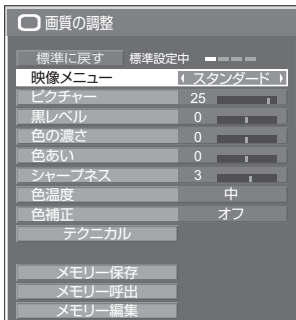 画質の調整
標準に戻す 標準設定中
映像メニュー スタンダード
ピクチャー 25
黒レベル 0
色の濃さ 0
色あい 0
シャープネス 3
色温度 中
色補正 オフ
テクニカル
メモリー保存
メモリー呼出
メモリー編集